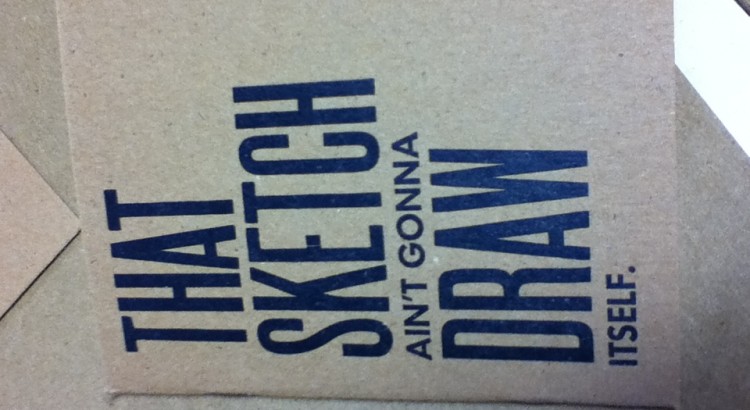 THAT
SKETCH
AIN'T GONNA
DRAW
ITSELF.